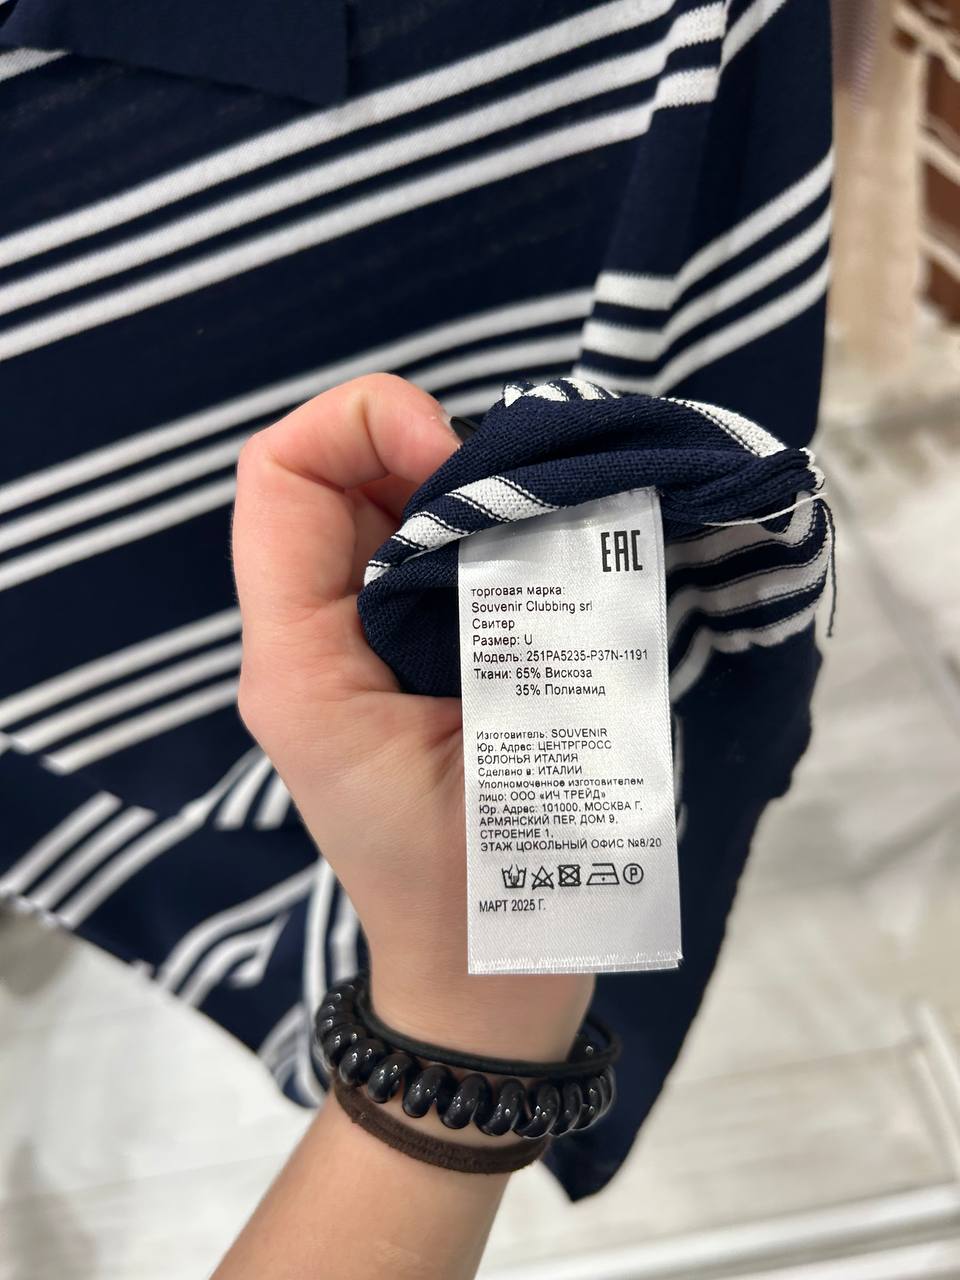 EAC
торговая марка:
Souvenir Clubbing srl
Свитер
Размер: U
Модель: 251PA5235-P37N-1191
Ткани: 65% Вискоза
35% Полиамид
Изготовитель: SOUVENIR
Юр. Адрес: ЦЕНТРГРОСС
БОЛОНЬЯ ИТАЛИЯ
Сделано в: ИТАЛИИ
Уполномоченное изготовителем
лицо: ООО «ИЧ ТРЕЙД»
Юр. Адрес: 101000, МОСКВА Г,
АРМЯНСКИЙ ПЕР, ДОМ 9,
СТРОЕНИЕ 1,
ЭТАЖ ЦОКОЛЬНЫЙ ОФИС №8/20
P
МАРТ 2025 Г.